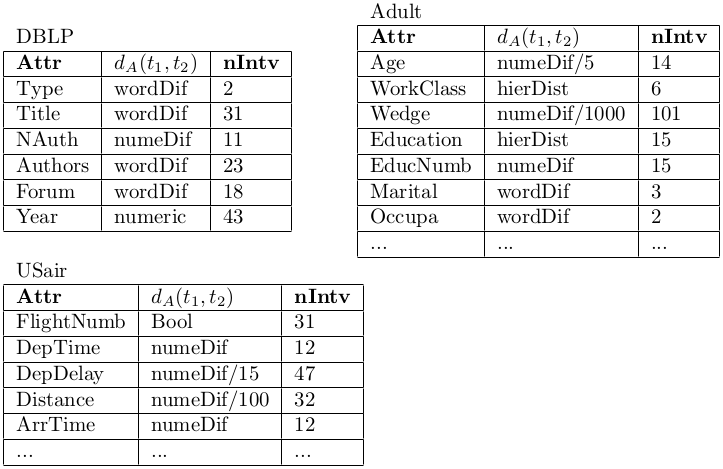 DBLP
Attr d_A(t_1, t_2) nIntv
Type wordDif 2
Title wordDif 31
NAuth numeDif 11
Authors wordDif 23
Forum wordDif 18
Year numeric 43
Adult
Attr d_A(t_1, t_2) nIntv
Age numeDif/5 14
WorkClass hierDist 6
Wedge numeDif/1000 101
Education hierDist 15
EducNumb numeDif 15
Marital wordDif 3
Occupa wordDif 2
... ... ...
USair
Attr d_A(t_1, t_2) nIntv
FlightNumb Bool 31
DepTime numeDif 12
DepDelay numeDif/15 47
Distance numeDif/100 32
ArrTime numeDif 12
... ... ...